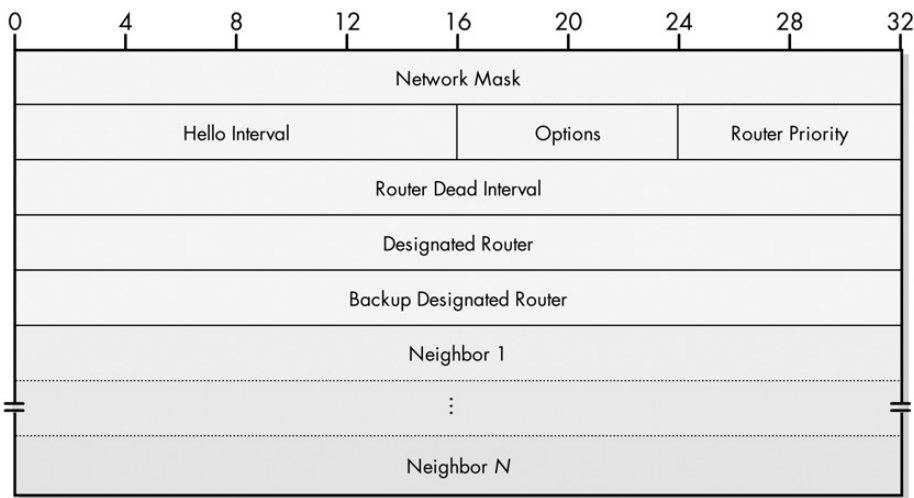 0 4 8 12 16 20 24 28 32
Network Mask
Hello Interval Options Router Priority
Router Dead Interval
Designated Router
Backup Designated Router
Neighbor 1
⋮
Neighbor N